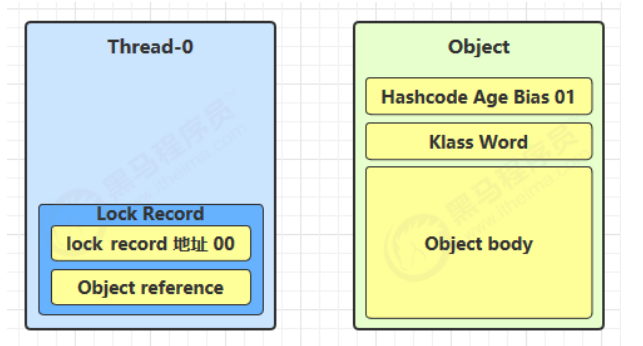 Thread-0
Lock Record
lock record 地址 00
Object reference
Object
Hashcode Age Bias 01
Klass Word
Object body
黑马程序员
www.itheima.com
黑马程序员
www.itheima.com